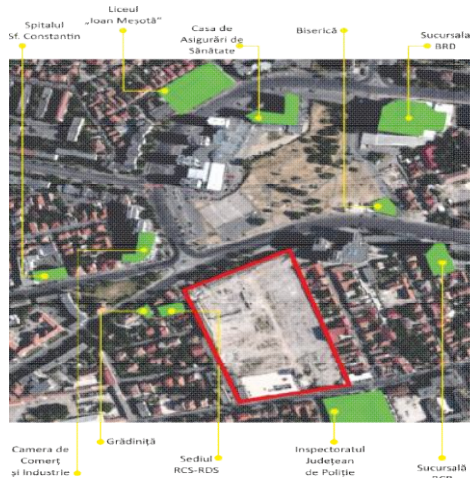 Spitalul
Sf. Constantin
Liceul
„Ioan Meșotă”
Casa de
Asigurări de
Sănătate
Biserică
Sucursala
BRD
Camera de
Comerț
și Industrie
Grădiniță
Sediul
RCS-RDS
Inspectoratul
Județean
de Poliție
Sucursală